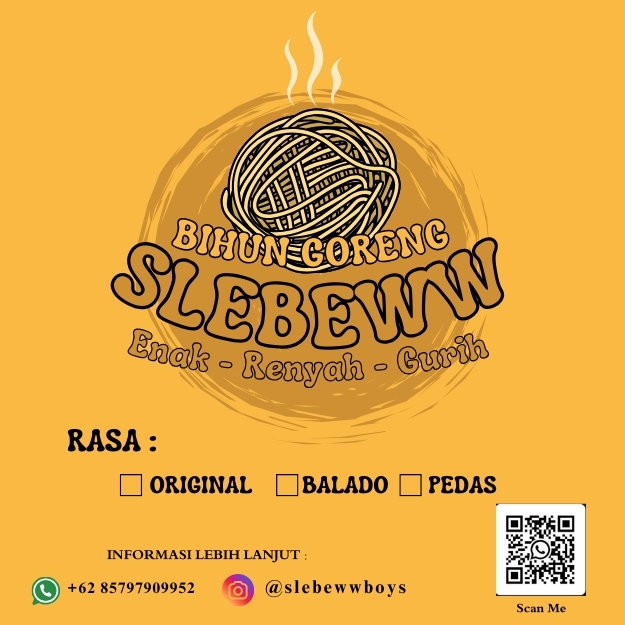 BIHUN GORENG
SLEBEWW
Enak - Renyah - Gurih
RASA :
ORIGINAL BALADO PEDAS
INFORMASI LEBIH LANJUT :
+62 85797909952 @slebewwboys
Scan Me